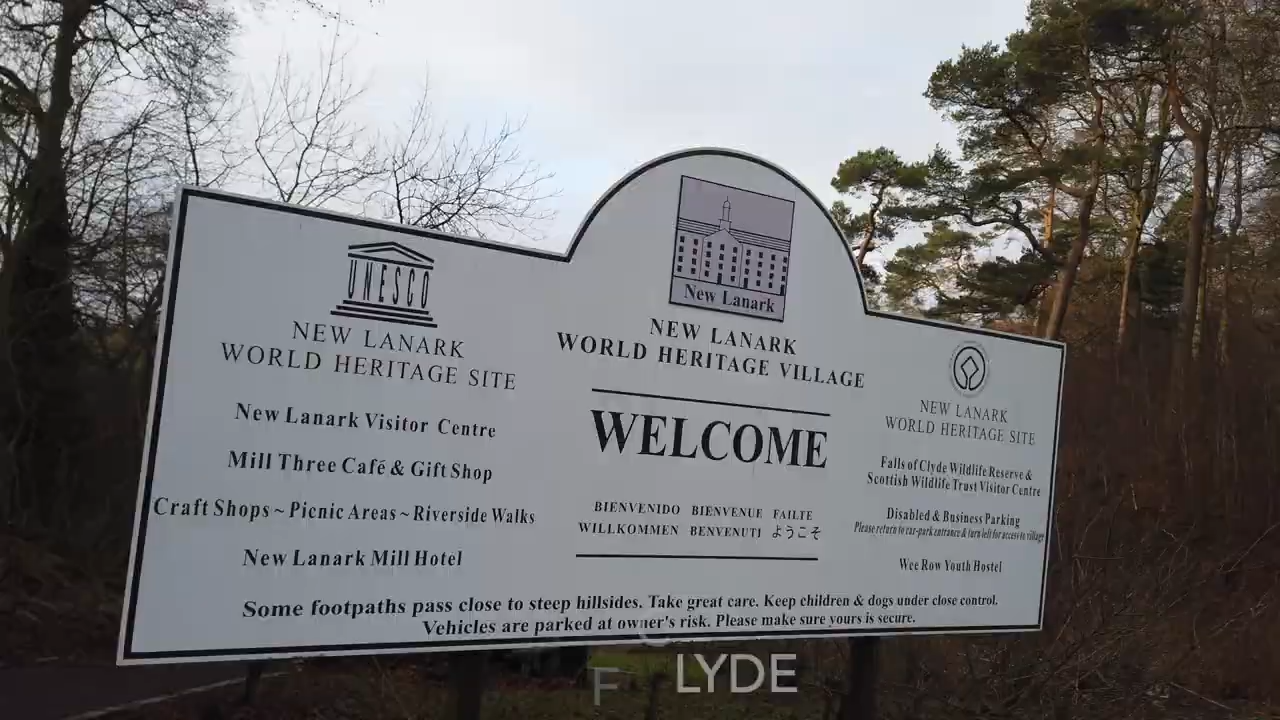 UNESCO
NEW LANARK
WORLD HERITAGE SITE
New Lanark Visitor Centre
Mill Three Café & Gift Shop
Craft Shops ~ Picnic Areas ~ Riverside Walks
New Lanark Mill Hotel
New Lanark
NEW LANARK
WORLD HERITAGE VILLAGE
WELCOME
BIENVENIDO BIENVENUE FAILTE
WILLKOMMEN BENVENUTI ようこそ
NEW LANARK
WORLD HERITAGE SITE
Falls of Clyde Wildlife Reserve &
Scottish Wildlife Trust Visitor Centre
Disabled & Business Parking
Please return to car-park entrance & turn left for access to village
Wee Row Youth Hostel
Some footpaths pass close to steep hillsides. Take great care. Keep children & dogs under close control.
Vehicles are parked at owner's risk. Please make sure yours is secure.
LYDE
F